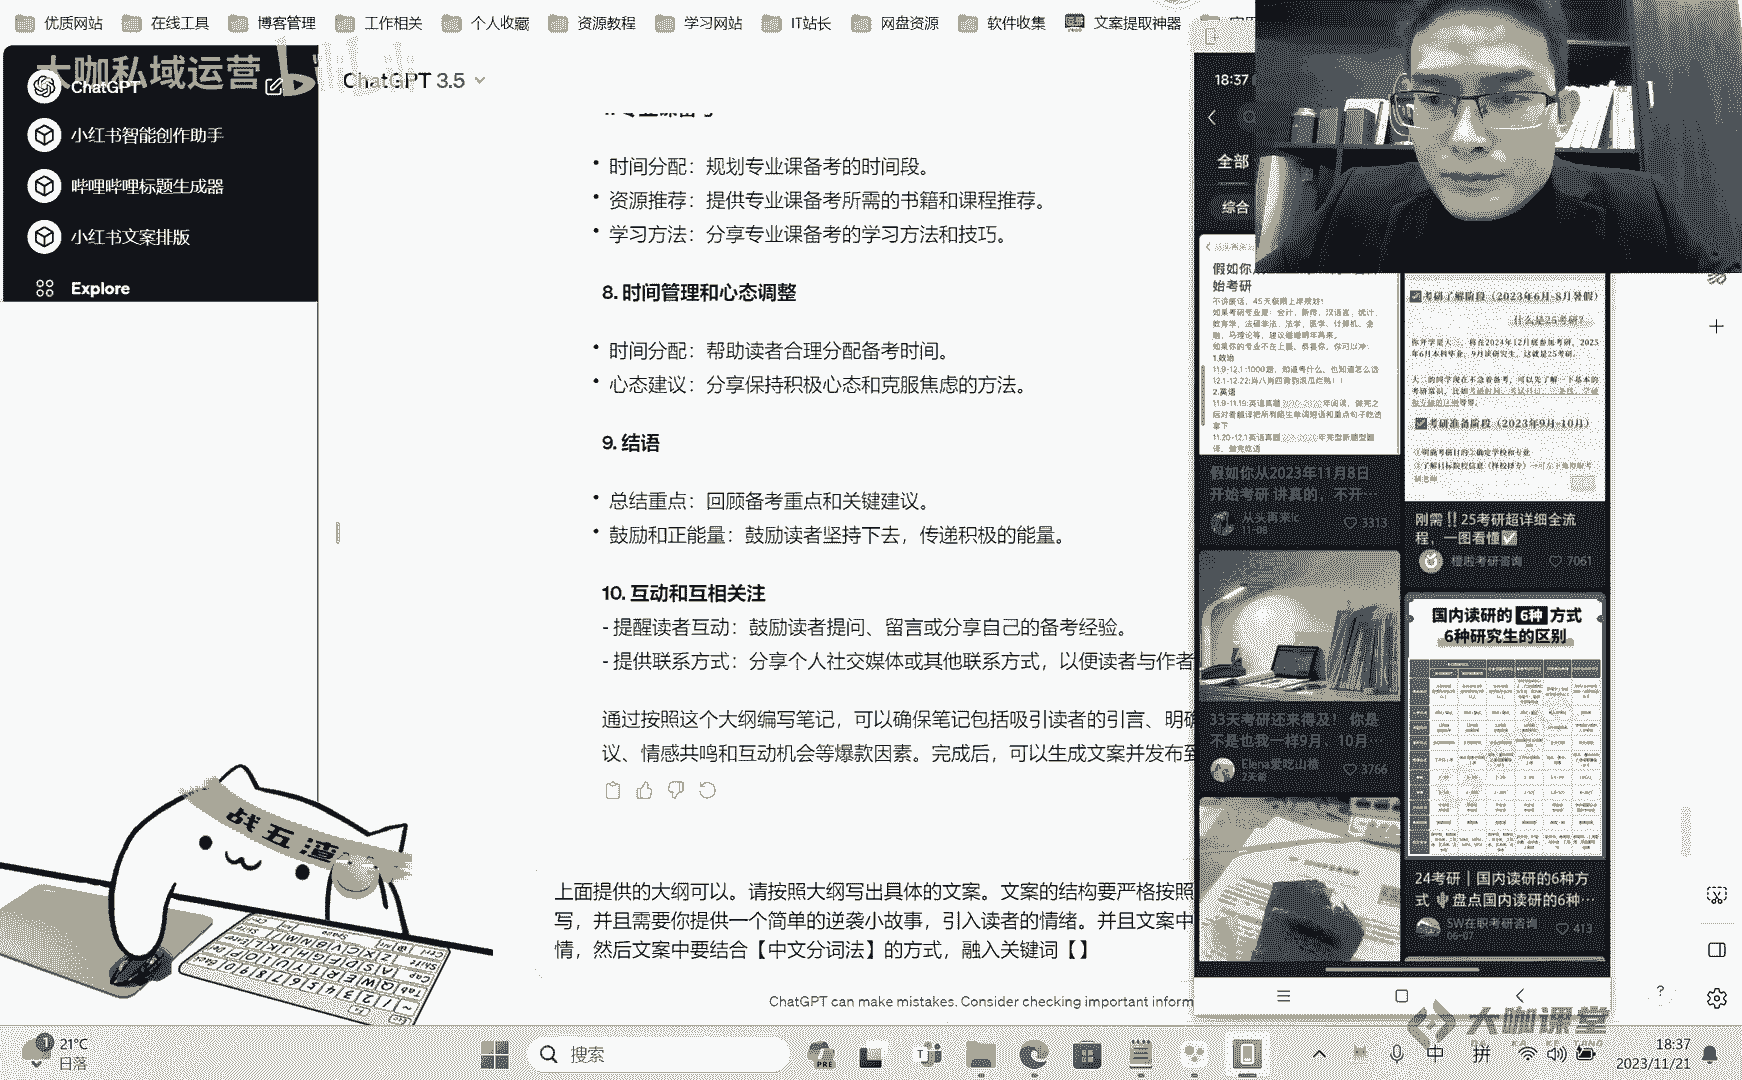 优质网站 在线工具 博客管理 工作相关 个人收藏 资源教程 学习网站 IT站长 网盘资源 软件收集 文案提取神器
大咖私域运营
ChatGPT
小红书智能创作助手
哔哩哔哩标题生成器
小红书文案排版
Explore
ChatGPT 3.5
时间分配：规划专业课备考的时间段。
资源推荐：提供专业课备考所需的书籍和课程推荐。
学习方法：分享专业课备考的学习方法和技巧。
8. 时间管理和心态调整
时间分配：帮助读者合理分配备考时间。
心态建议：分享保持积极心态和克服焦虑的方法。
9. 结语
总结重点：回顾备考重点和关键建议。
鼓励和正能量：鼓励读者坚持下去，传递积极的能量。
10. 互动和互相关注
- 提醒读者互动：鼓励读者提问、留言或分享自己的备考经验。
- 提供联系方式：分享个人社交媒体或其他联系方式，以便读者与作者
通过按照这个大纲编写笔记，可以确保笔记包括吸引读者的引言、明确
议、情感共鸣和互动机会等爆款因素。完成后，可以生成文案并发布到
上面提供的大纲可以。请按照大纲写出具体的文案。文案的结构要严格按照
写，并且需要你提供一个简单的逆袭小故事，引入读者的情绪。并且文案中
情，然后文案中要结合【中文分词法】的方式，融入关键词【】
ChatGPT can make mistakes. Consider checking important inform
18:37
全部
综合
假如你
始考研
1.政治
2.英语
假如你从2023年11月8日
开始考研 讲真的，不开…
从头再来lc
11-08
3313
考研了解阶段（2023年6月-8月暑假）
什么是25考研？
考研准备阶段（2023年9月-10月）
刚需‼25考研超详细全流
程，一图看懂✅
7061
33天考研还来得及！ 你是
不是也我一样9月、10月…
Elena爱吃山楂
2天前
3766
国内读研的 6种 方式
6种研究生的区别
24考研｜国内读研的6种方
式 盘点国内读研的6种…
SW在职考研咨询
06-07
413
战五渣
大咖课堂
21°C
日落
搜索
中
拼
18:37
2023/11/21